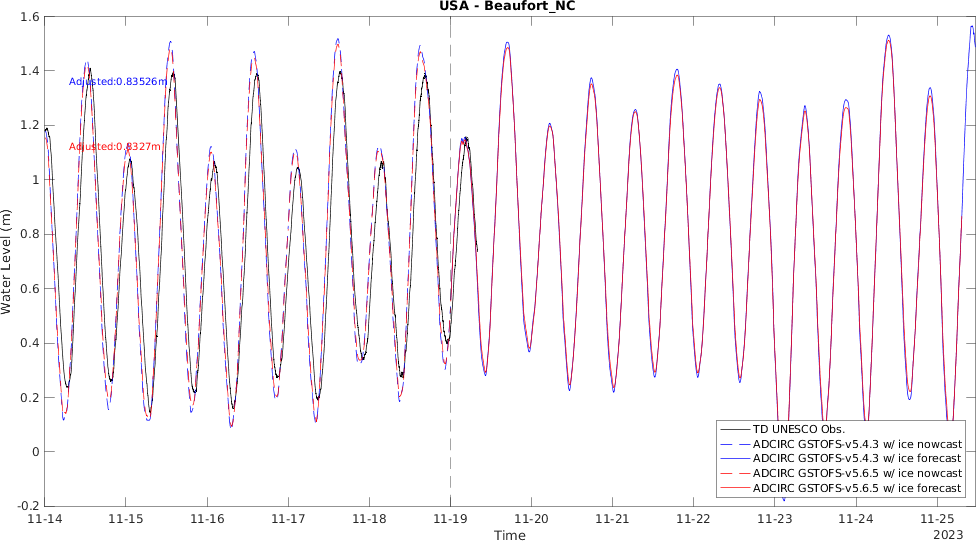 USA - Beaufort_NC
1.6
1.4
1.2
1
0.8
0.6
0.4
0.2
0
-0.2
Water Level (m)
Adjusted:0.83526m
Adjusted:0.8327m
TD UNESCO Obs.
ADCIRC GSTOFS-v5.4.3 w/ ice nowcast
ADCIRC GSTOFS-v5.4.3 w/ ice forecast
ADCIRC GSTOFS-v5.6.5 w/ ice nowcast
ADCIRC GSTOFS-v5.6.5 w/ ice forecast
11-14 11-15 11-16 11-17 11-18 11-19 11-20 11-21 11-22 11-23 11-24 11-25
Time
2023